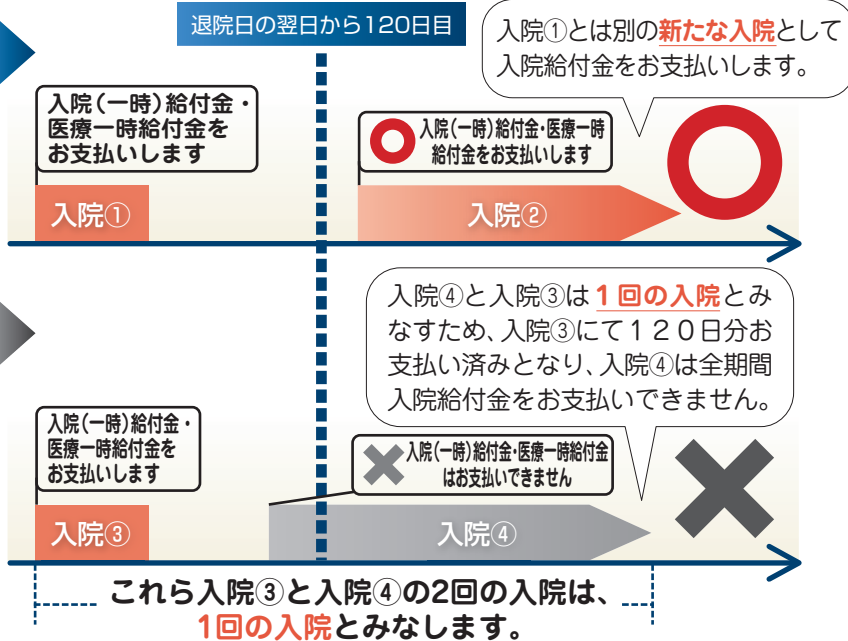 退院日の翌日から120日目
入院①とは別の新たな入院として
入院給付金をお支払いします。
入院(一時)給付金・
医療一時給付金を
お支払いします
入院(一時)給付金・医療一時
給付金をお支払いします
入院①
入院②
入院④と入院③は1回の入院とみ
なすため、入院③にて120日分お
支払い済みとなり、入院④は全期間
入院給付金をお支払いできません。
入院(一時)給付金・
医療一時給付金を
お支払いします
入院(一時)給付金・医療一時給付金
はお支払いできません
入院③
入院④
これら入院③と入院④の2回の入院は、
1回の入院とみなします。